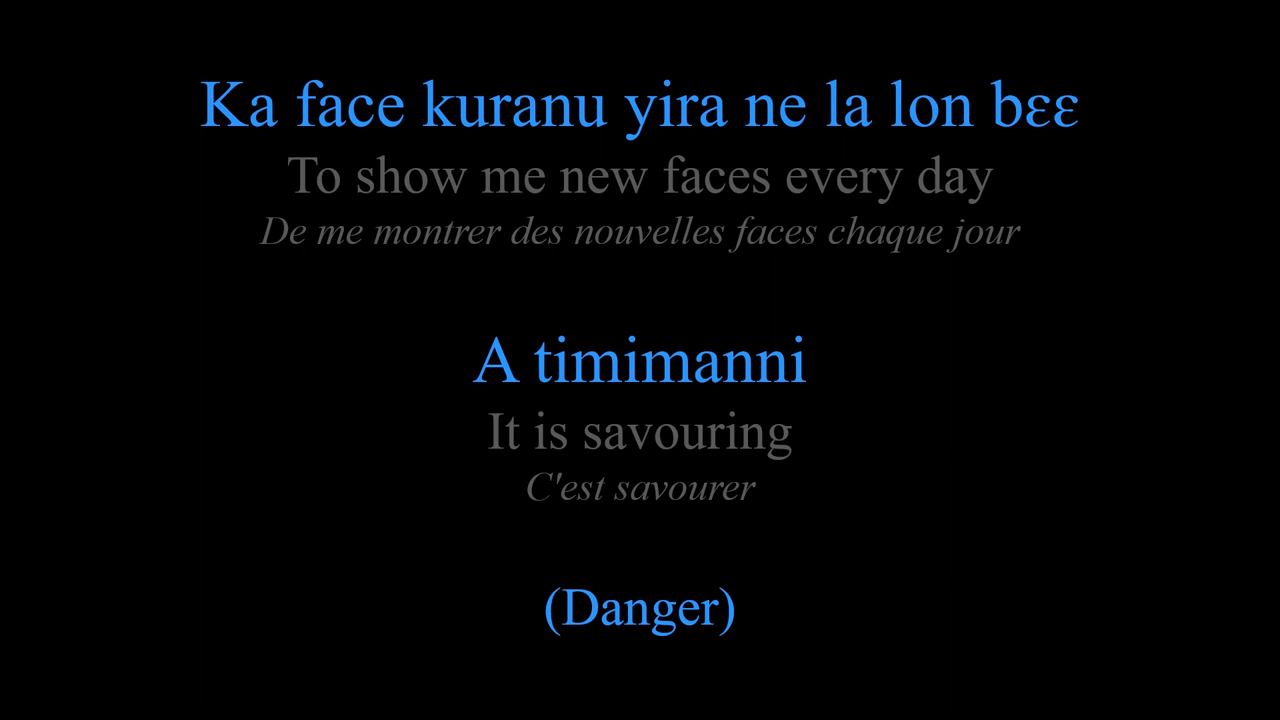 Ka face kuranu yira ne la lon bɛɛ
To show me new faces every day
De me montrer des nouvelles faces chaque jour
A timimanni
It is savouring
C'est savourer
(Danger)